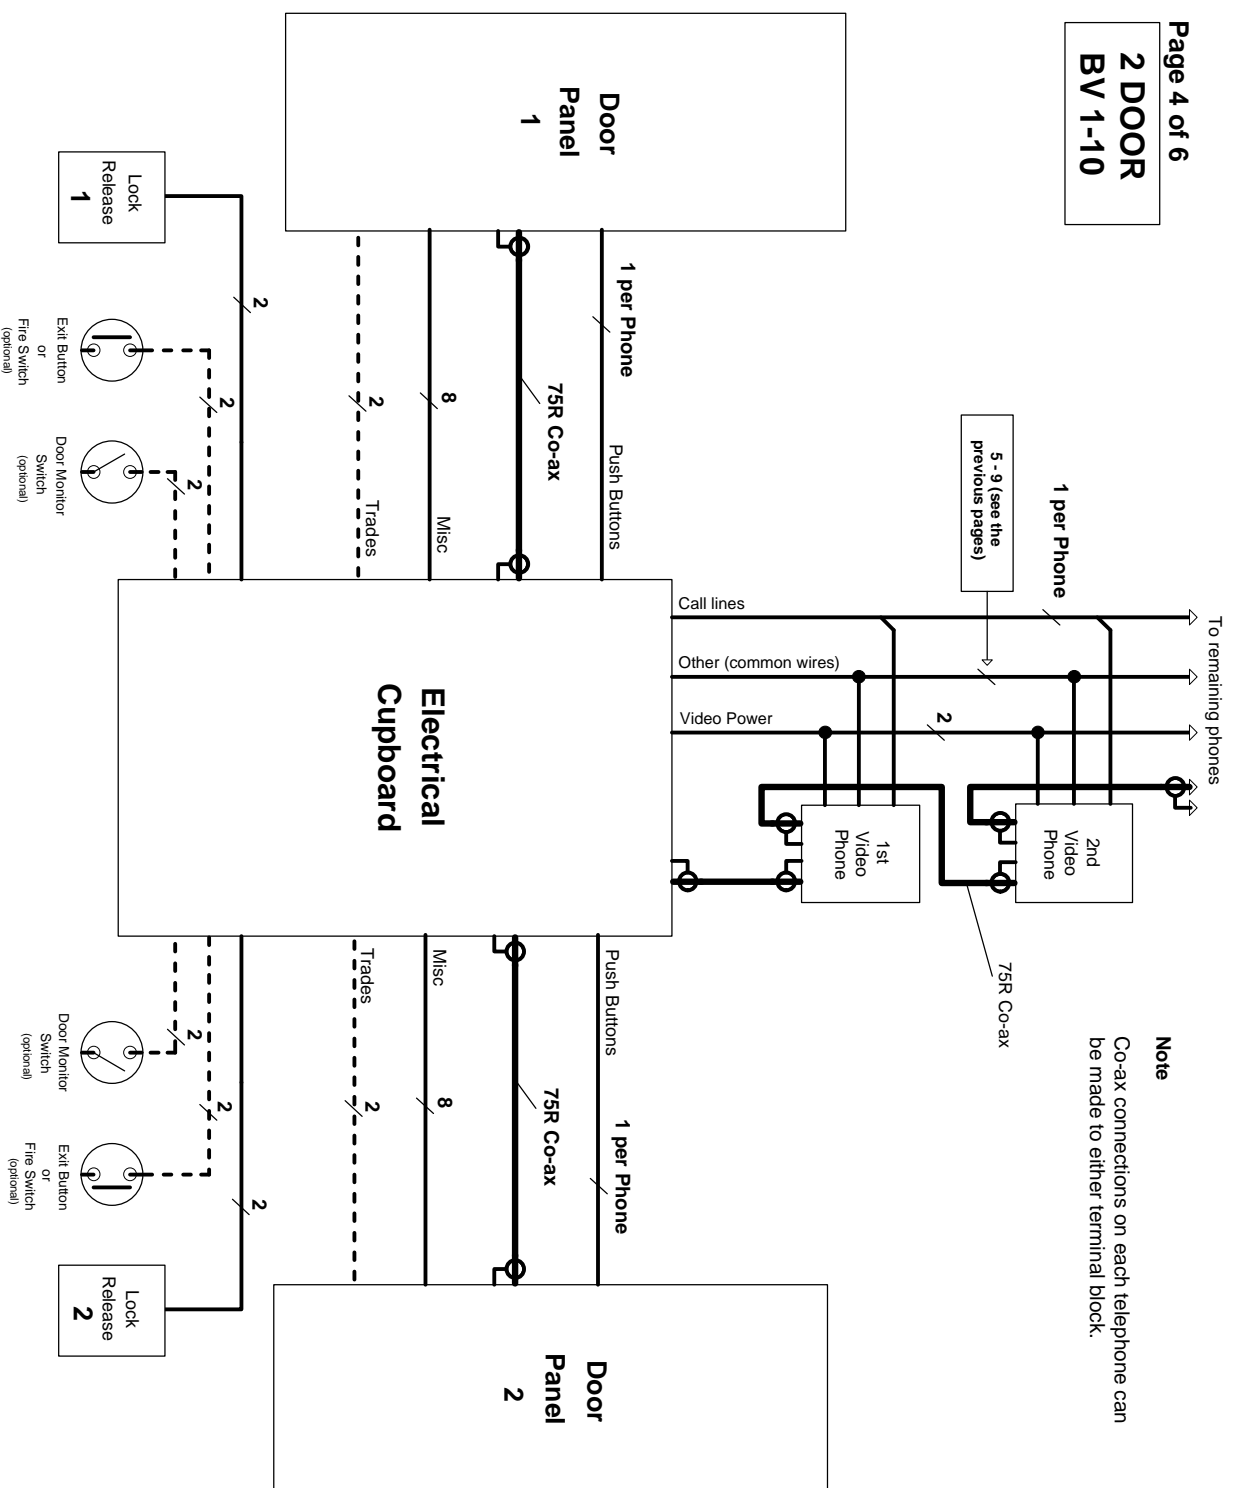 Page 4 of 6
2 DOOR
BV 1-10
To remaining phones
Note
Co-ax connections on each telephone can
be made to either terminal block.
2nd
Video
Phone
75R Co-ax
1 per Phone
5 - 9 (see the
previous pages)
2
1st
Video
Phone
Call lines
Other (common wires)
Video Power
Door
Panel
1
1 per Phone
Push Buttons
75R Co-ax
8
Misc
2
Trades
Electrical
Cupboard
Push Buttons
1 per Phone
75R Co-ax
Misc
8
Trades
2
Door
Panel
2
Lock
Release
1
2
2
Exit Button
or
Fire Switch
(optional)
2
Door Monitor
Switch
(optional)
2
Door Monitor
Switch
(optional)
2
Exit Button
or
Fire Switch
(optional)
2
Lock
Release
2